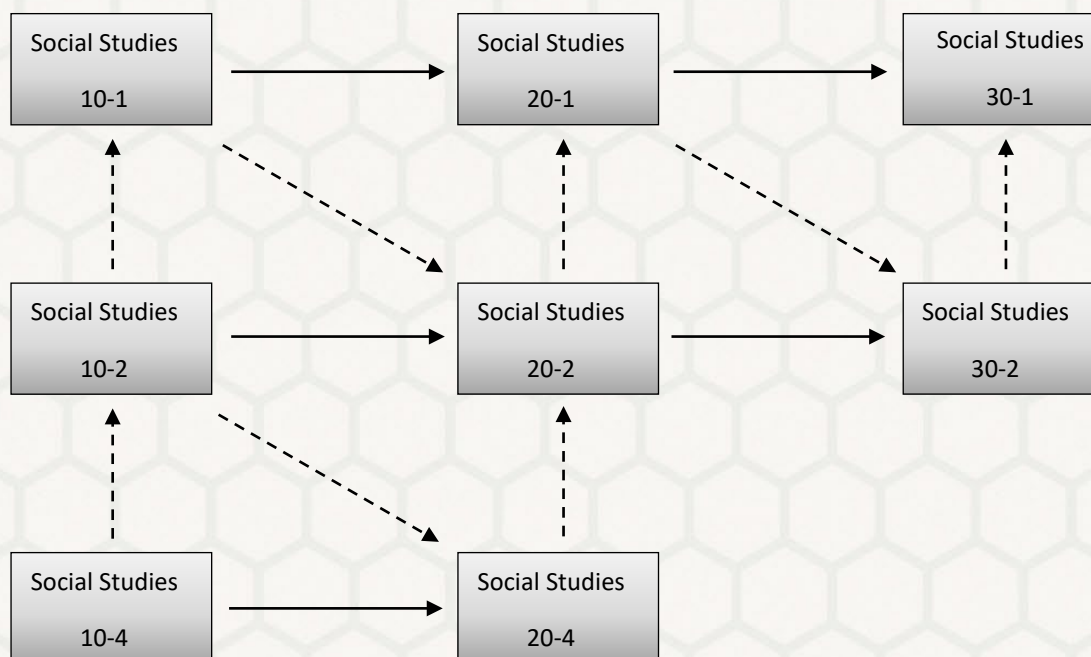 Social Studies
10-1
Social Studies
20-1
Social Studies
30-1
Social Studies
10-2
Social Studies
20-2
Social Studies
30-2
Social Studies
10-4
Social Studies
20-4